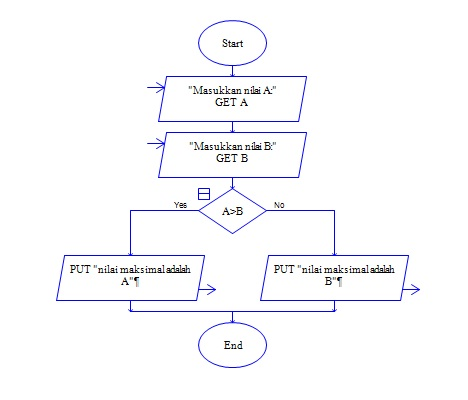 Start
"Masukkan nilai A:"
GET A
"Masukkan nilai B:"
GET B
Yes
A>B
No
PUT "nilai maksimal adalah
A"¶
PUT "nilai maksimal adalah
B"¶
End